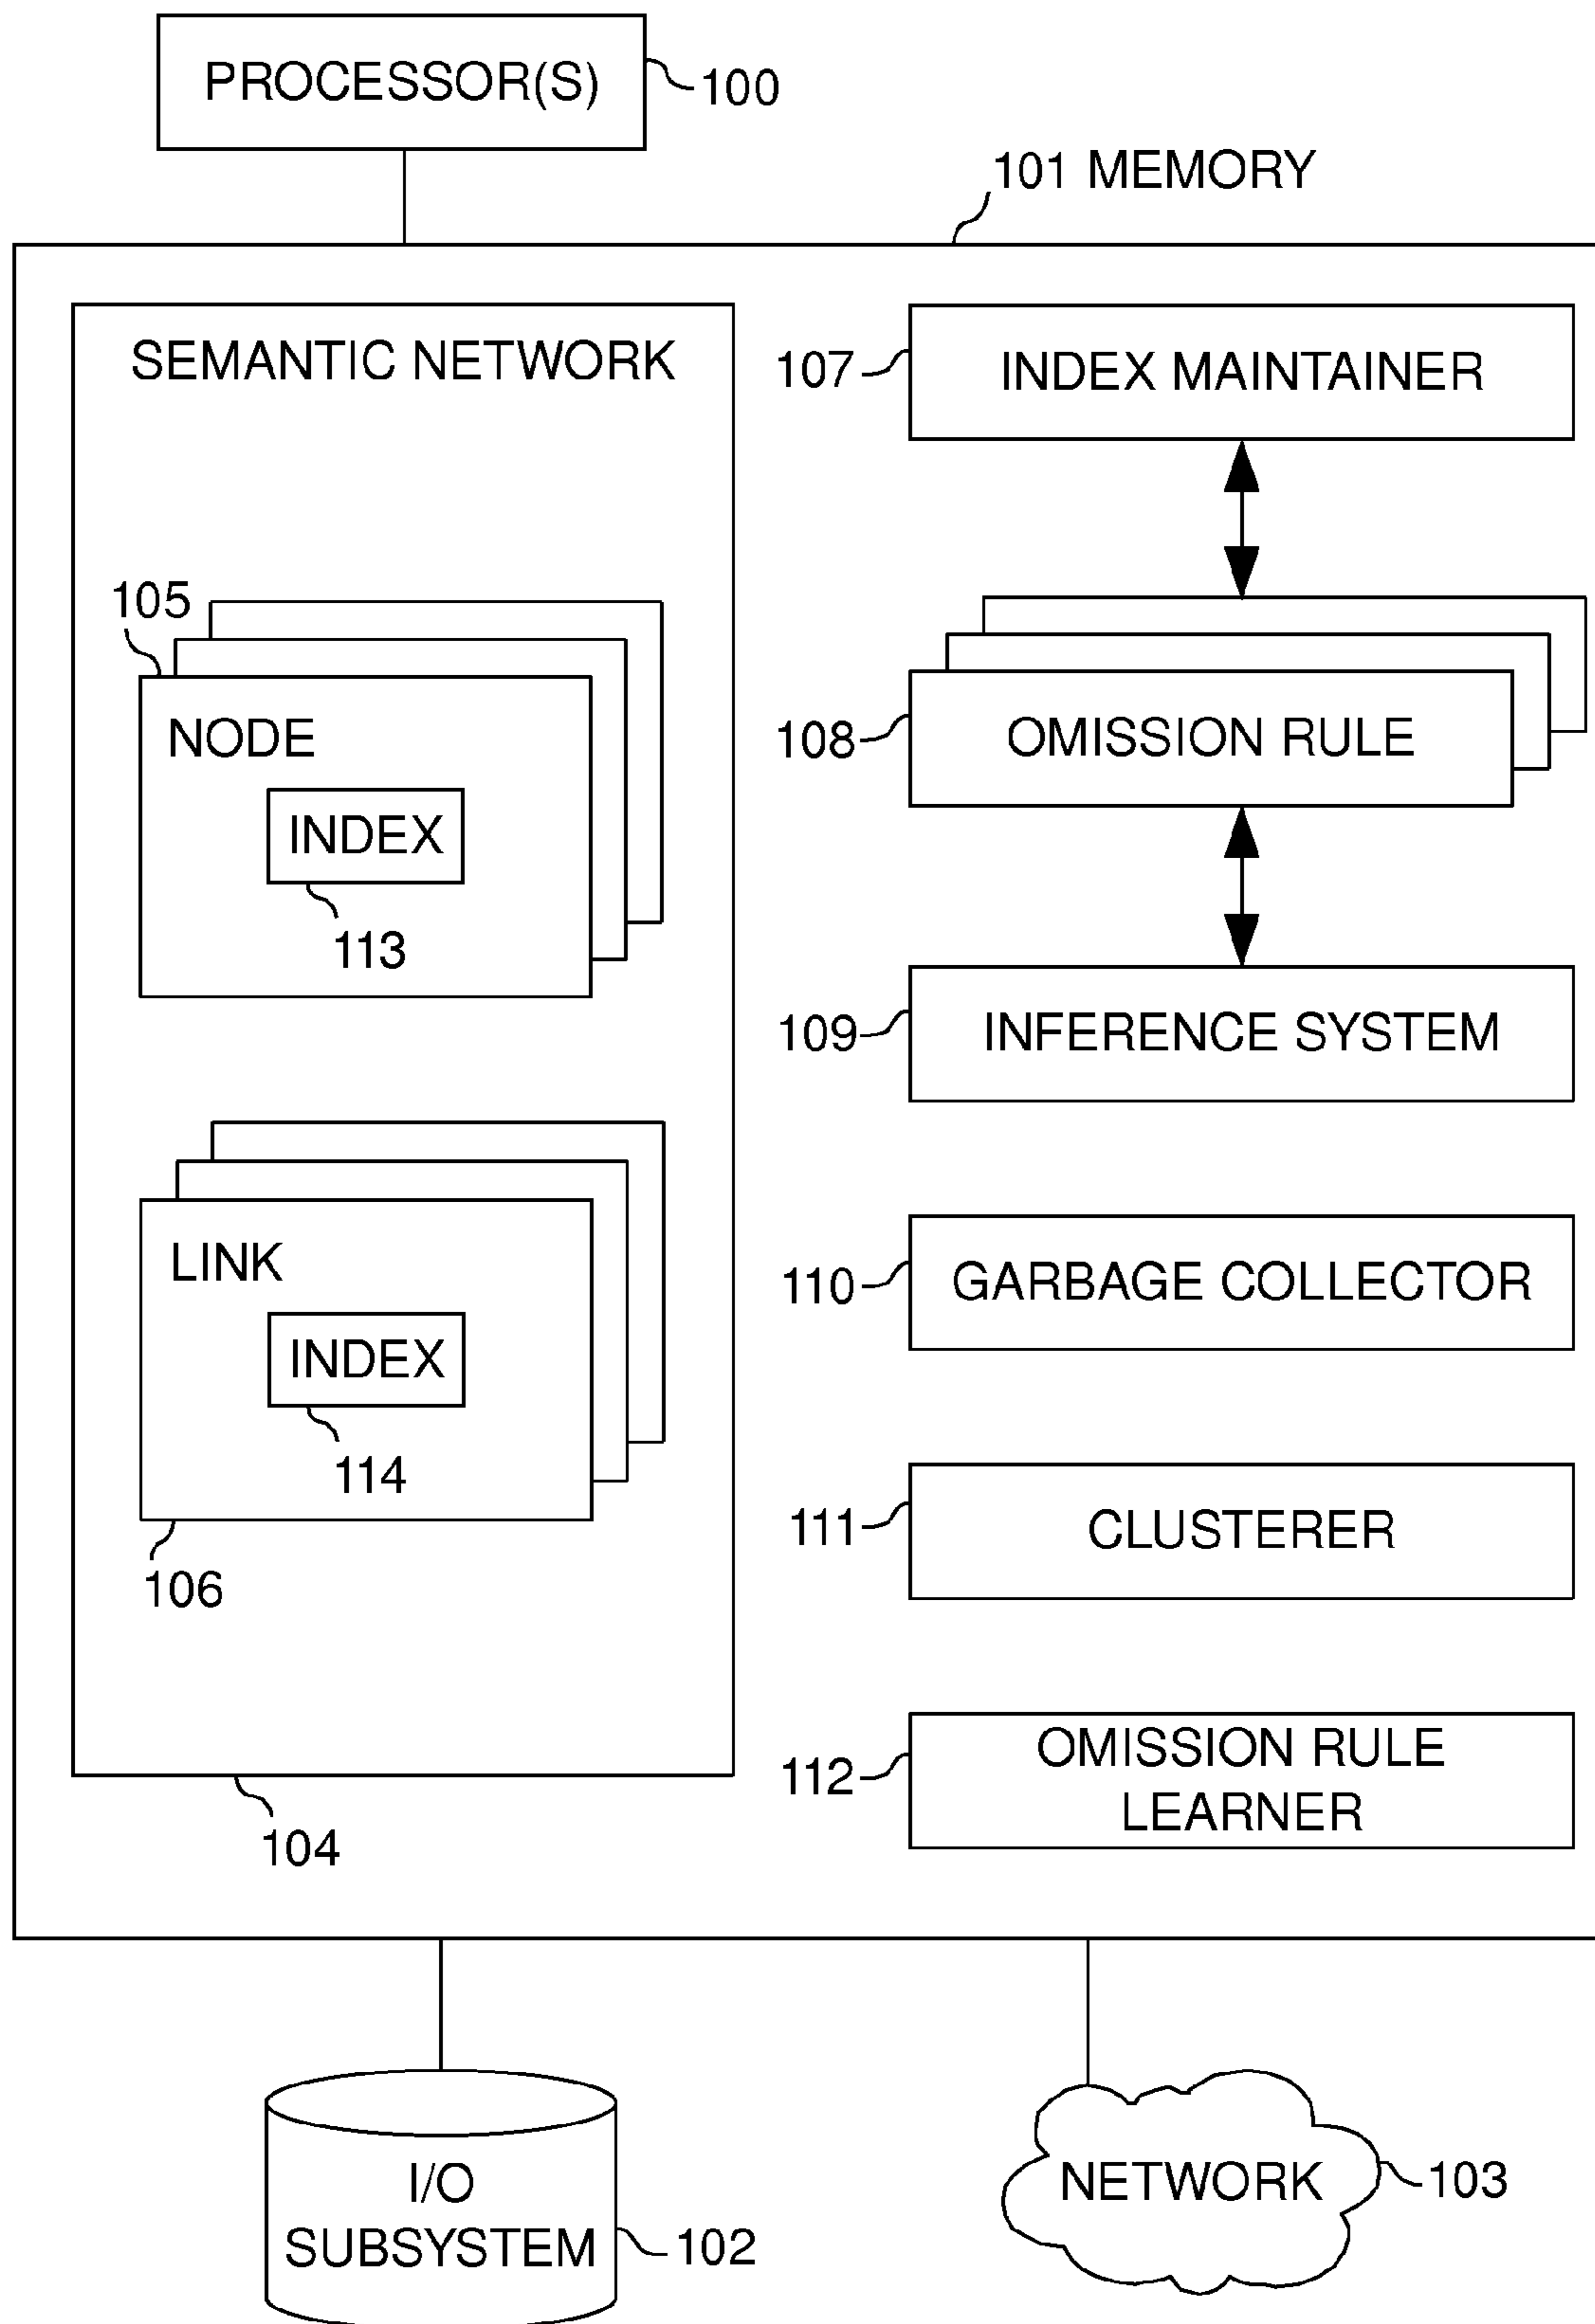 PROCESSOR(S)
100
101 MEMORY
SEMANTIC NETWORK
107
INDEX MAINTAINER
105
NODE
INDEX
113
108
OMISSION RULE
109
INFERENCE SYSTEM
LINK
INDEX
114
106
110
GARBAGE COLLECTOR
111
CLUSTERER
112
OMISSION RULE
LEARNER
104
I/O
SUBSYSTEM
102
NETWORK
103